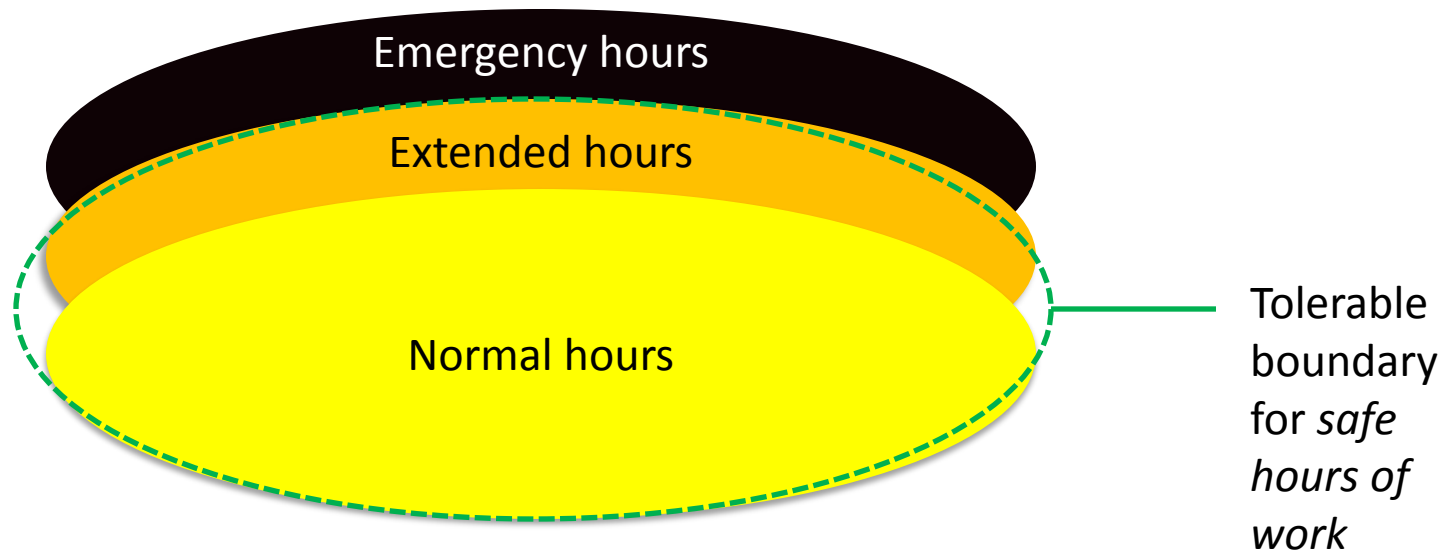 Emergency hours
Extended hours
Normal hours
Tolerable
boundary
for safe
hours of
work